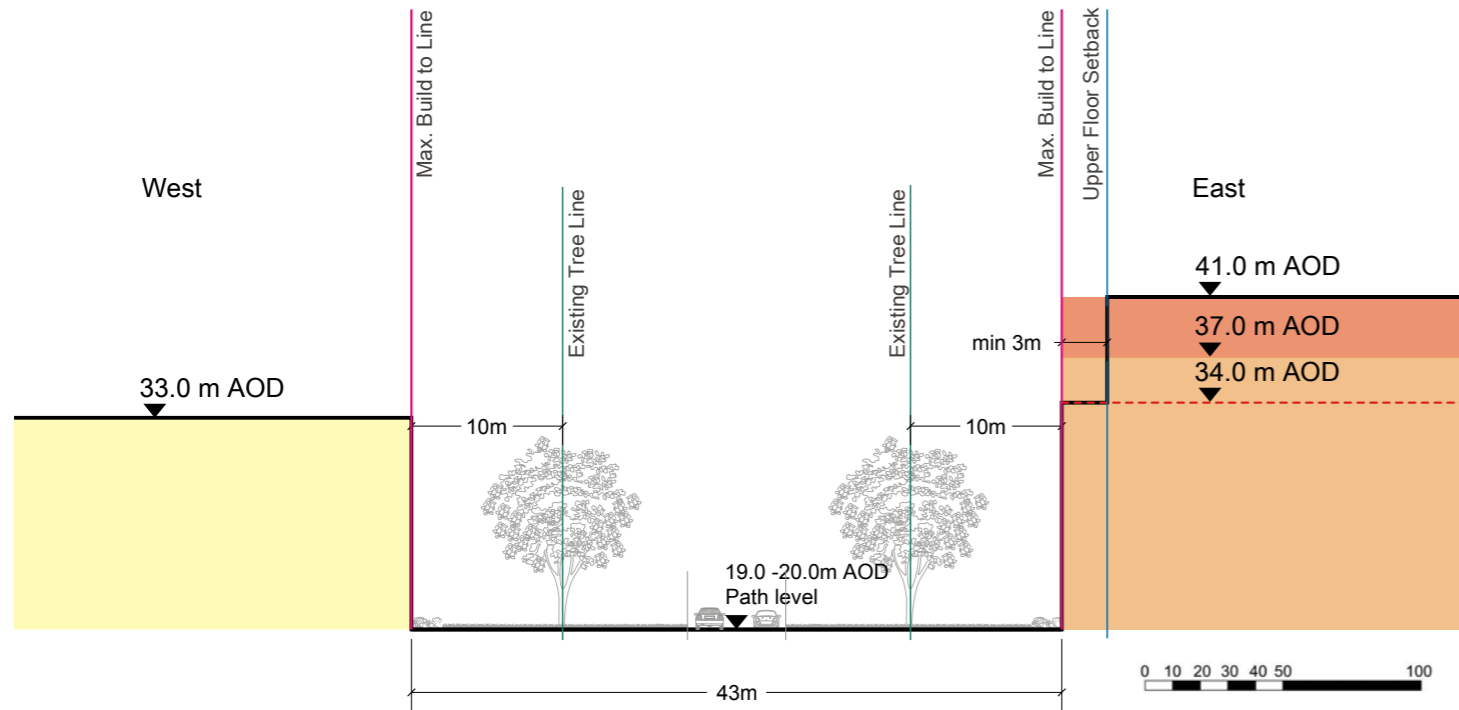 Max. Build to Line
Max. Build to Line
Upper Floor Setback
West
East
Existing Tree Line
Existing Tree Line
41.0 m AOD
37.0 m AOD
min 3m
34.0 m AOD
33.0 m AOD
10m
10m
19.0 -20.0m AOD
Path level
43m
0 10 20 30 40 50 100